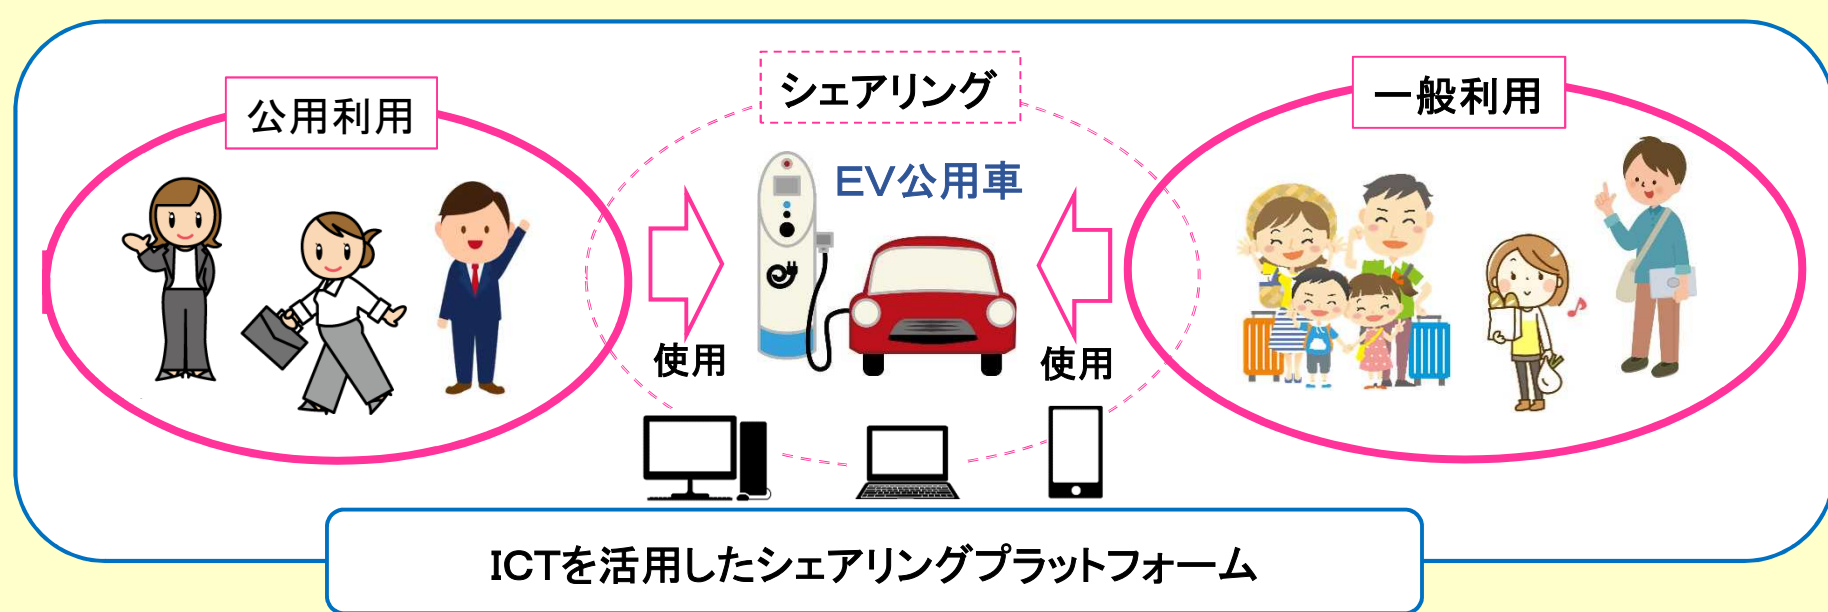 シェアリング
公用利用
一般利用
EV公用車
使用
使用
ICTを活用したシェアリングプラットフォーム